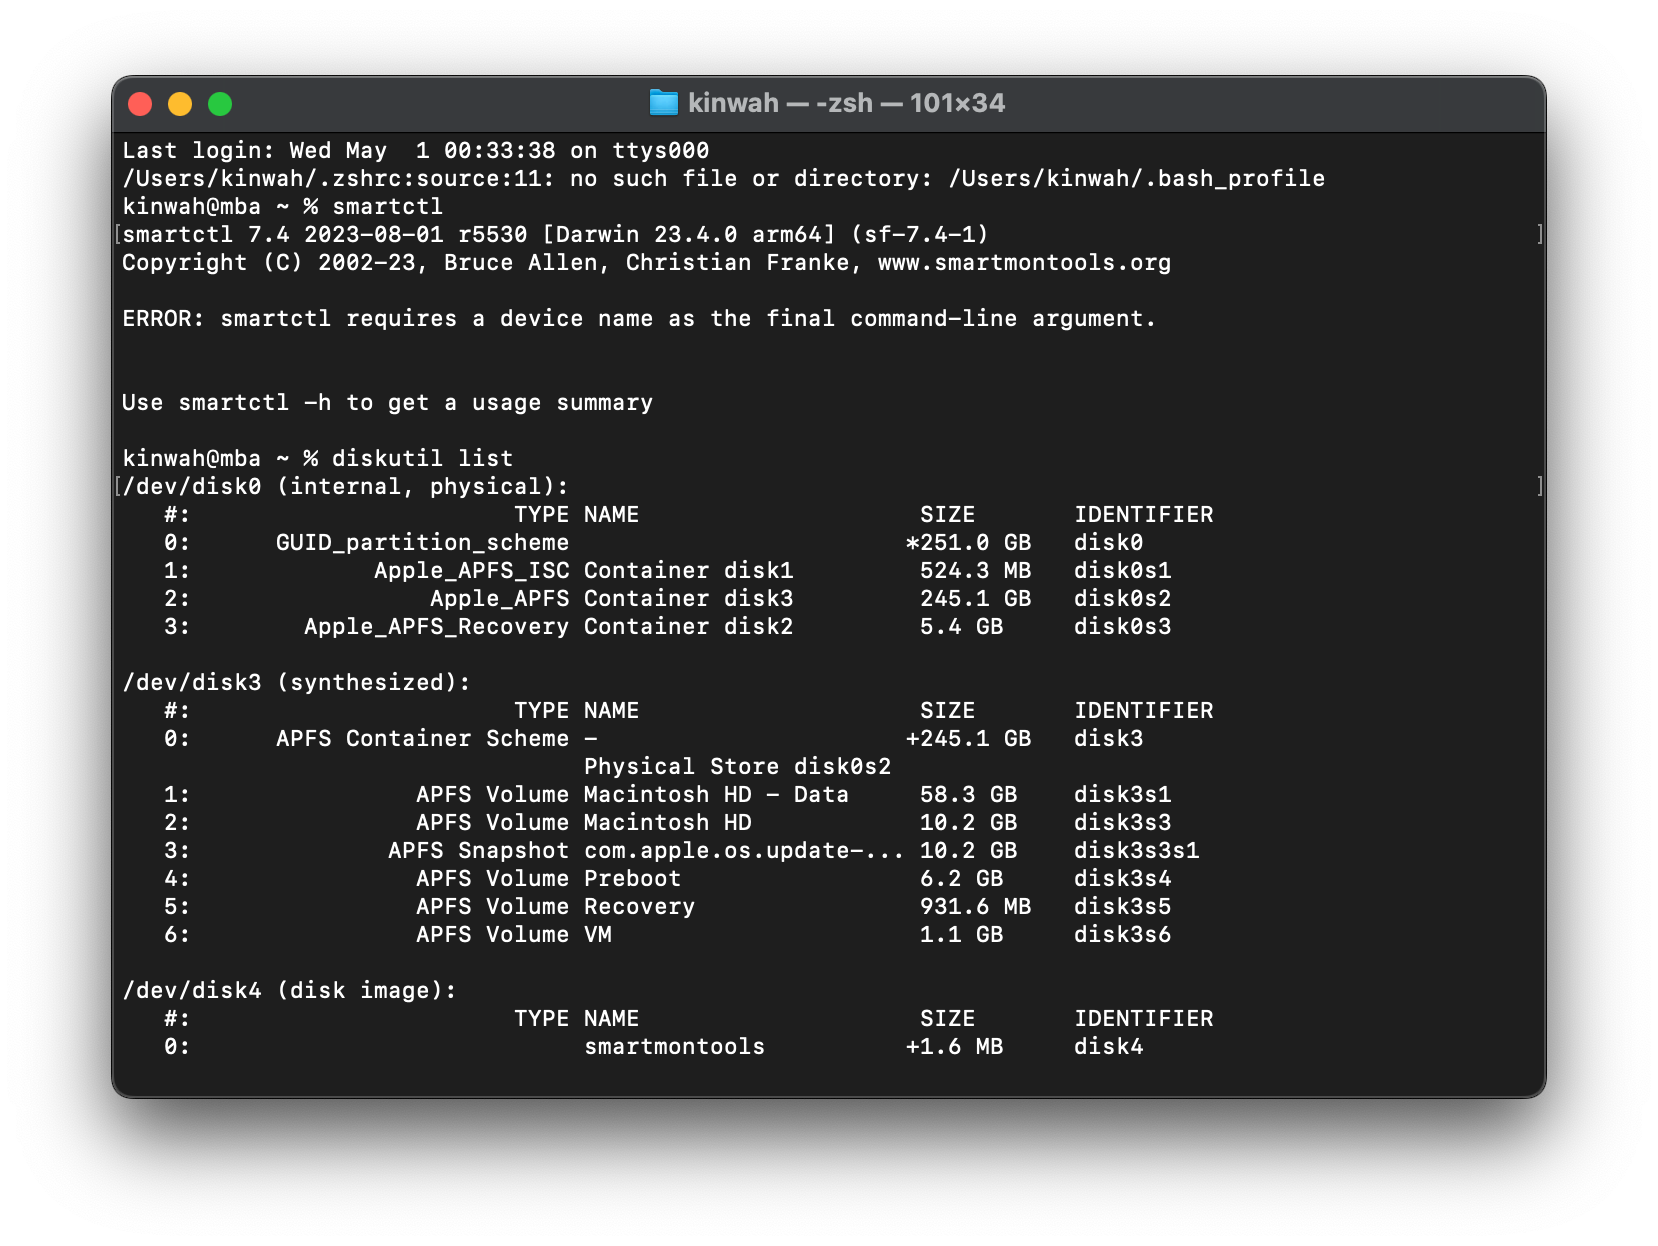 kinwah — -zsh — 101×34
Last login: Wed May  1 00:33:38 on ttys000
/Users/kinwah/.zshrc:source:11: no such file or directory: /Users/kinwah/.bash_profile
kinwah@mba ~ % smartctl
[smartctl 7.4 2023-08-01 r5530 [Darwin 23.4.0 arm64] (sf-7.4-1) ]
Copyright (C) 2002-23, Bruce Allen, Christian Franke, www.smartmontools.org
ERROR: smartctl requires a device name as the final command-line argument.
Use smartctl -h to get a usage summary
kinwah@mba ~ % diskutil list
[/dev/disk0 (internal, physical): ]
   #:                       TYPE NAME                    SIZE       IDENTIFIER
   0:      GUID_partition_scheme                        *251.0 GB   disk0
   1:             Apple_APFS_ISC Container disk1         524.3 MB   disk0s1
   2:                 Apple_APFS Container disk3         245.1 GB   disk0s2
   3:        Apple_APFS_Recovery Container disk2         5.4 GB     disk0s3
/dev/disk3 (synthesized):
   #:                       TYPE NAME                    SIZE       IDENTIFIER
   0:      APFS Container Scheme -                      +245.1 GB   disk3
                                 Physical Store disk0s2
   1:                APFS Volume Macintosh HD - Data     58.3 GB    disk3s1
   2:                APFS Volume Macintosh HD            10.2 GB    disk3s3
   3:              APFS Snapshot com.apple.os.update-... 10.2 GB    disk3s3s1
   4:                APFS Volume Preboot                 6.2 GB     disk3s4
   5:                APFS Volume Recovery                931.6 MB   disk3s5
   6:                APFS Volume VM                      1.1 GB     disk3s6
/dev/disk4 (disk image):
   #:                       TYPE NAME                    SIZE       IDENTIFIER
   0:                            smartmontools          +1.6 MB     disk4